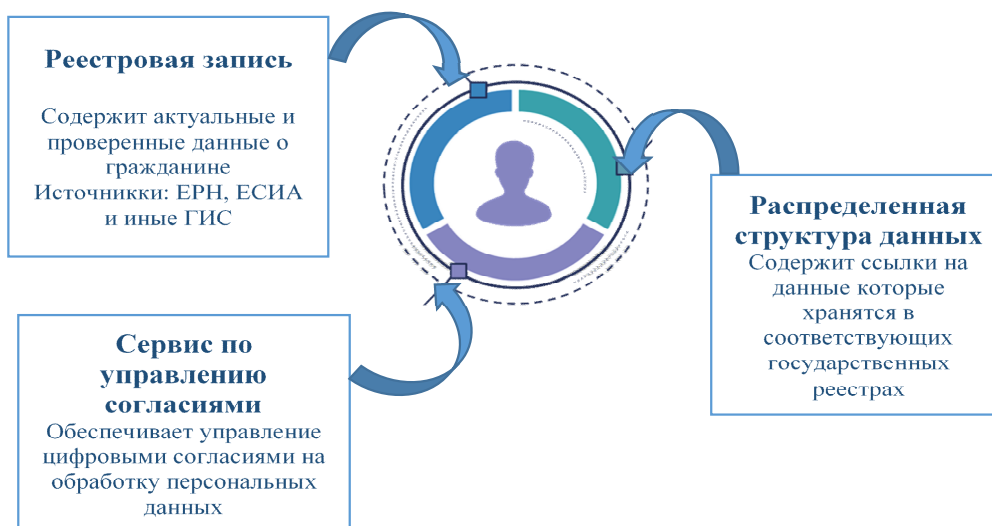 Реестровая запись
Содержит актуальные и
проверенные данные о
гражданине
Источникки: ЕРН, ЕСИА
и иные ГИС
Распределенная
структура данных
Содержит ссылки на
данные которые
хранятся в
соответствующих
государственных
реестрах
Сервис по
управлению
согласиями
Обеспечивает управление
цифровыми согласиями на
обработку персональных
данных